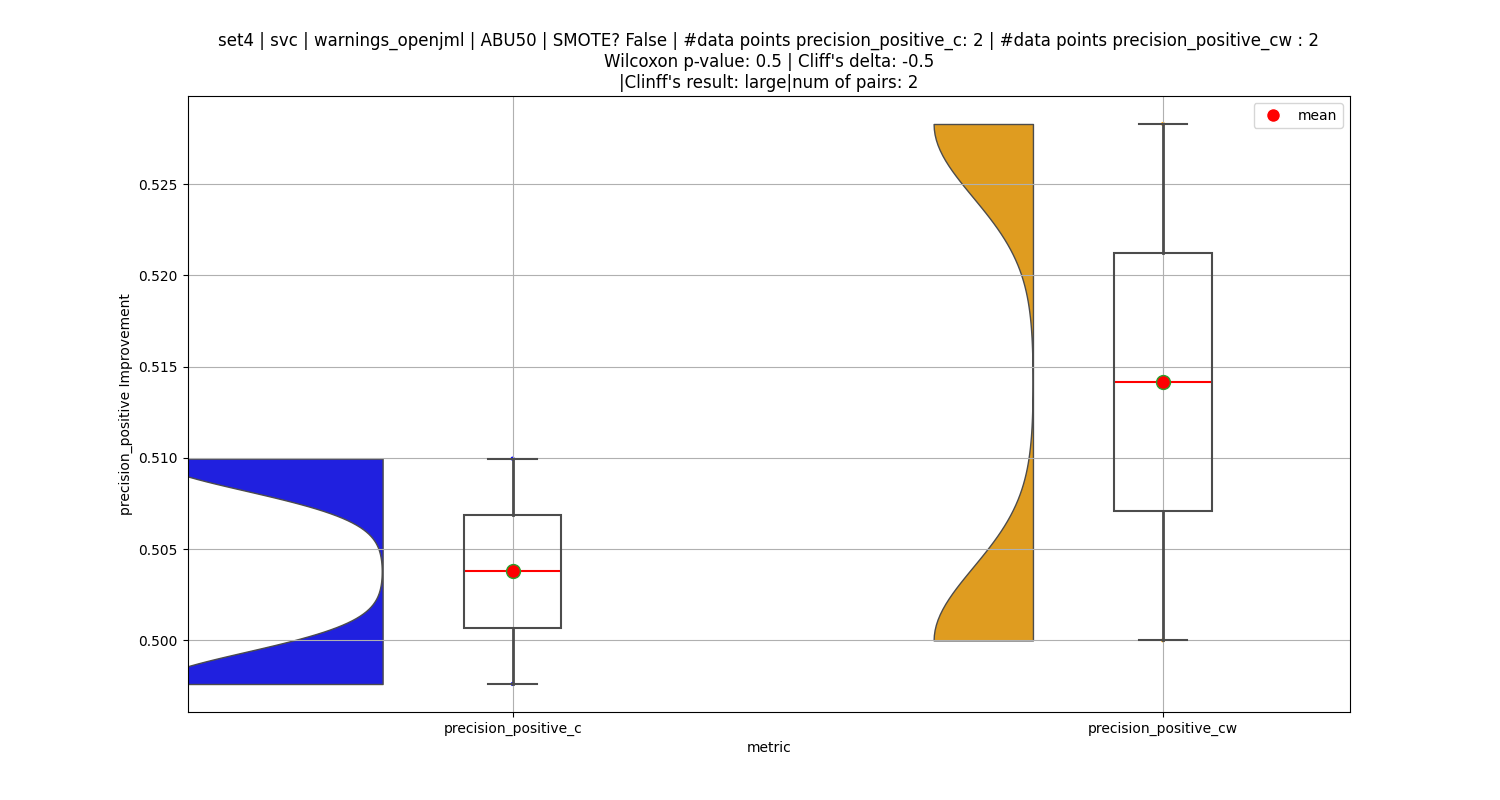 set4 | svc | warnings_openjml | ABU50 | SMOTE? False | #data points precision_positive_c: 2 | #data points precision_positive_cw : 2
Wilcoxon p-value: 0.5 | Cliff's delta: -0.5
|Clinff's result: large|num of pairs: 2
mean
0.525
0.520
0.515
0.510
0.505
0.500
precision_positive Improvement
precision_positive_c
precision_positive_cw
metric